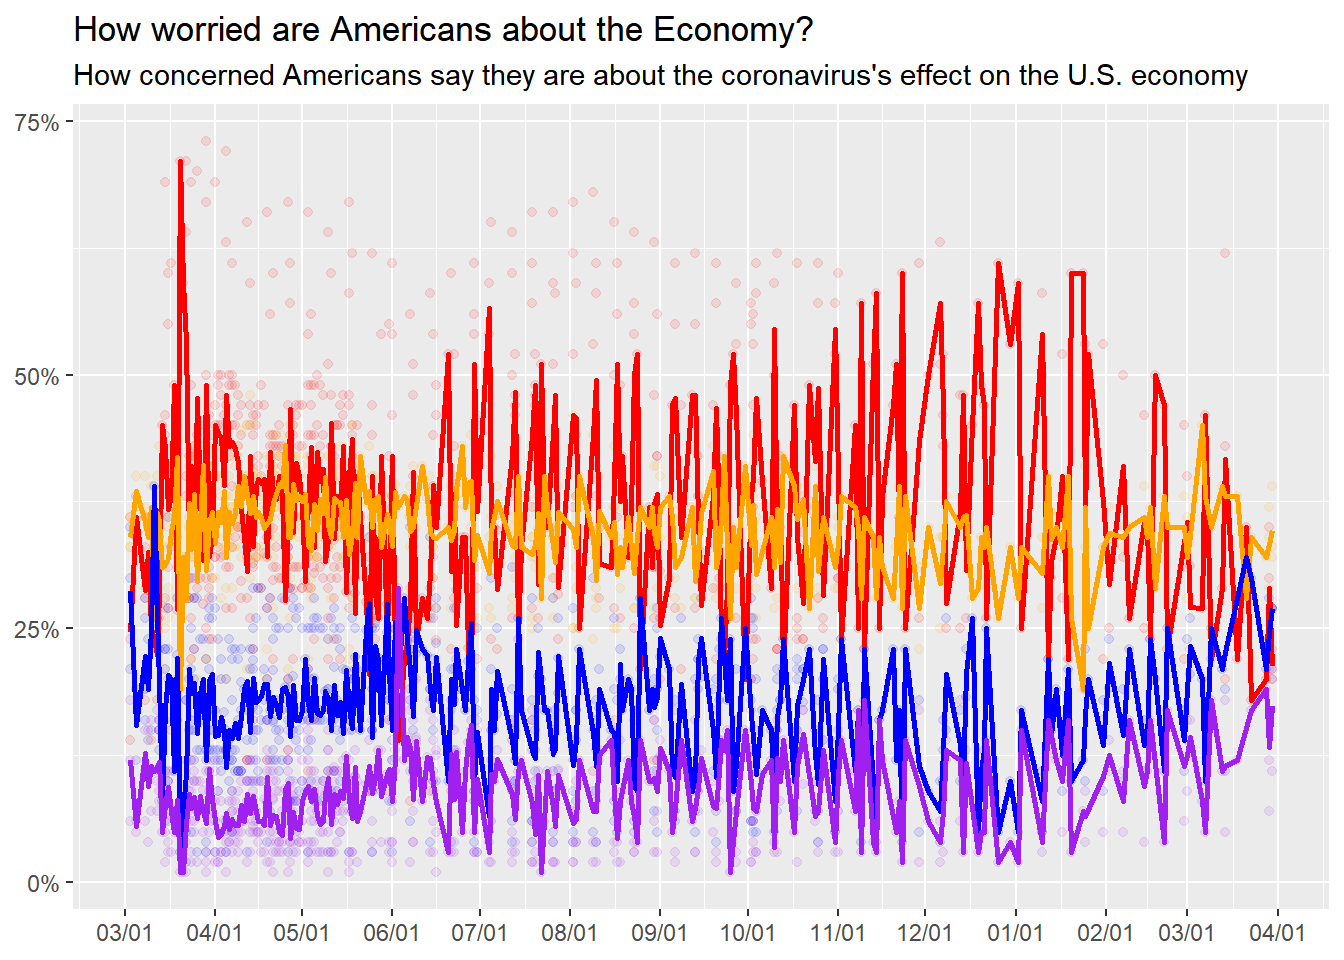 How worried are Americans about the Economy?
How concerned Americans say they are about the coronavirus's effect on the U.S. economy
75%
50%
25%
0%
03/01 04/01 05/01 06/01 07/01 08/01 09/01 10/01 11/01 12/01 01/01 02/01 03/01 04/01